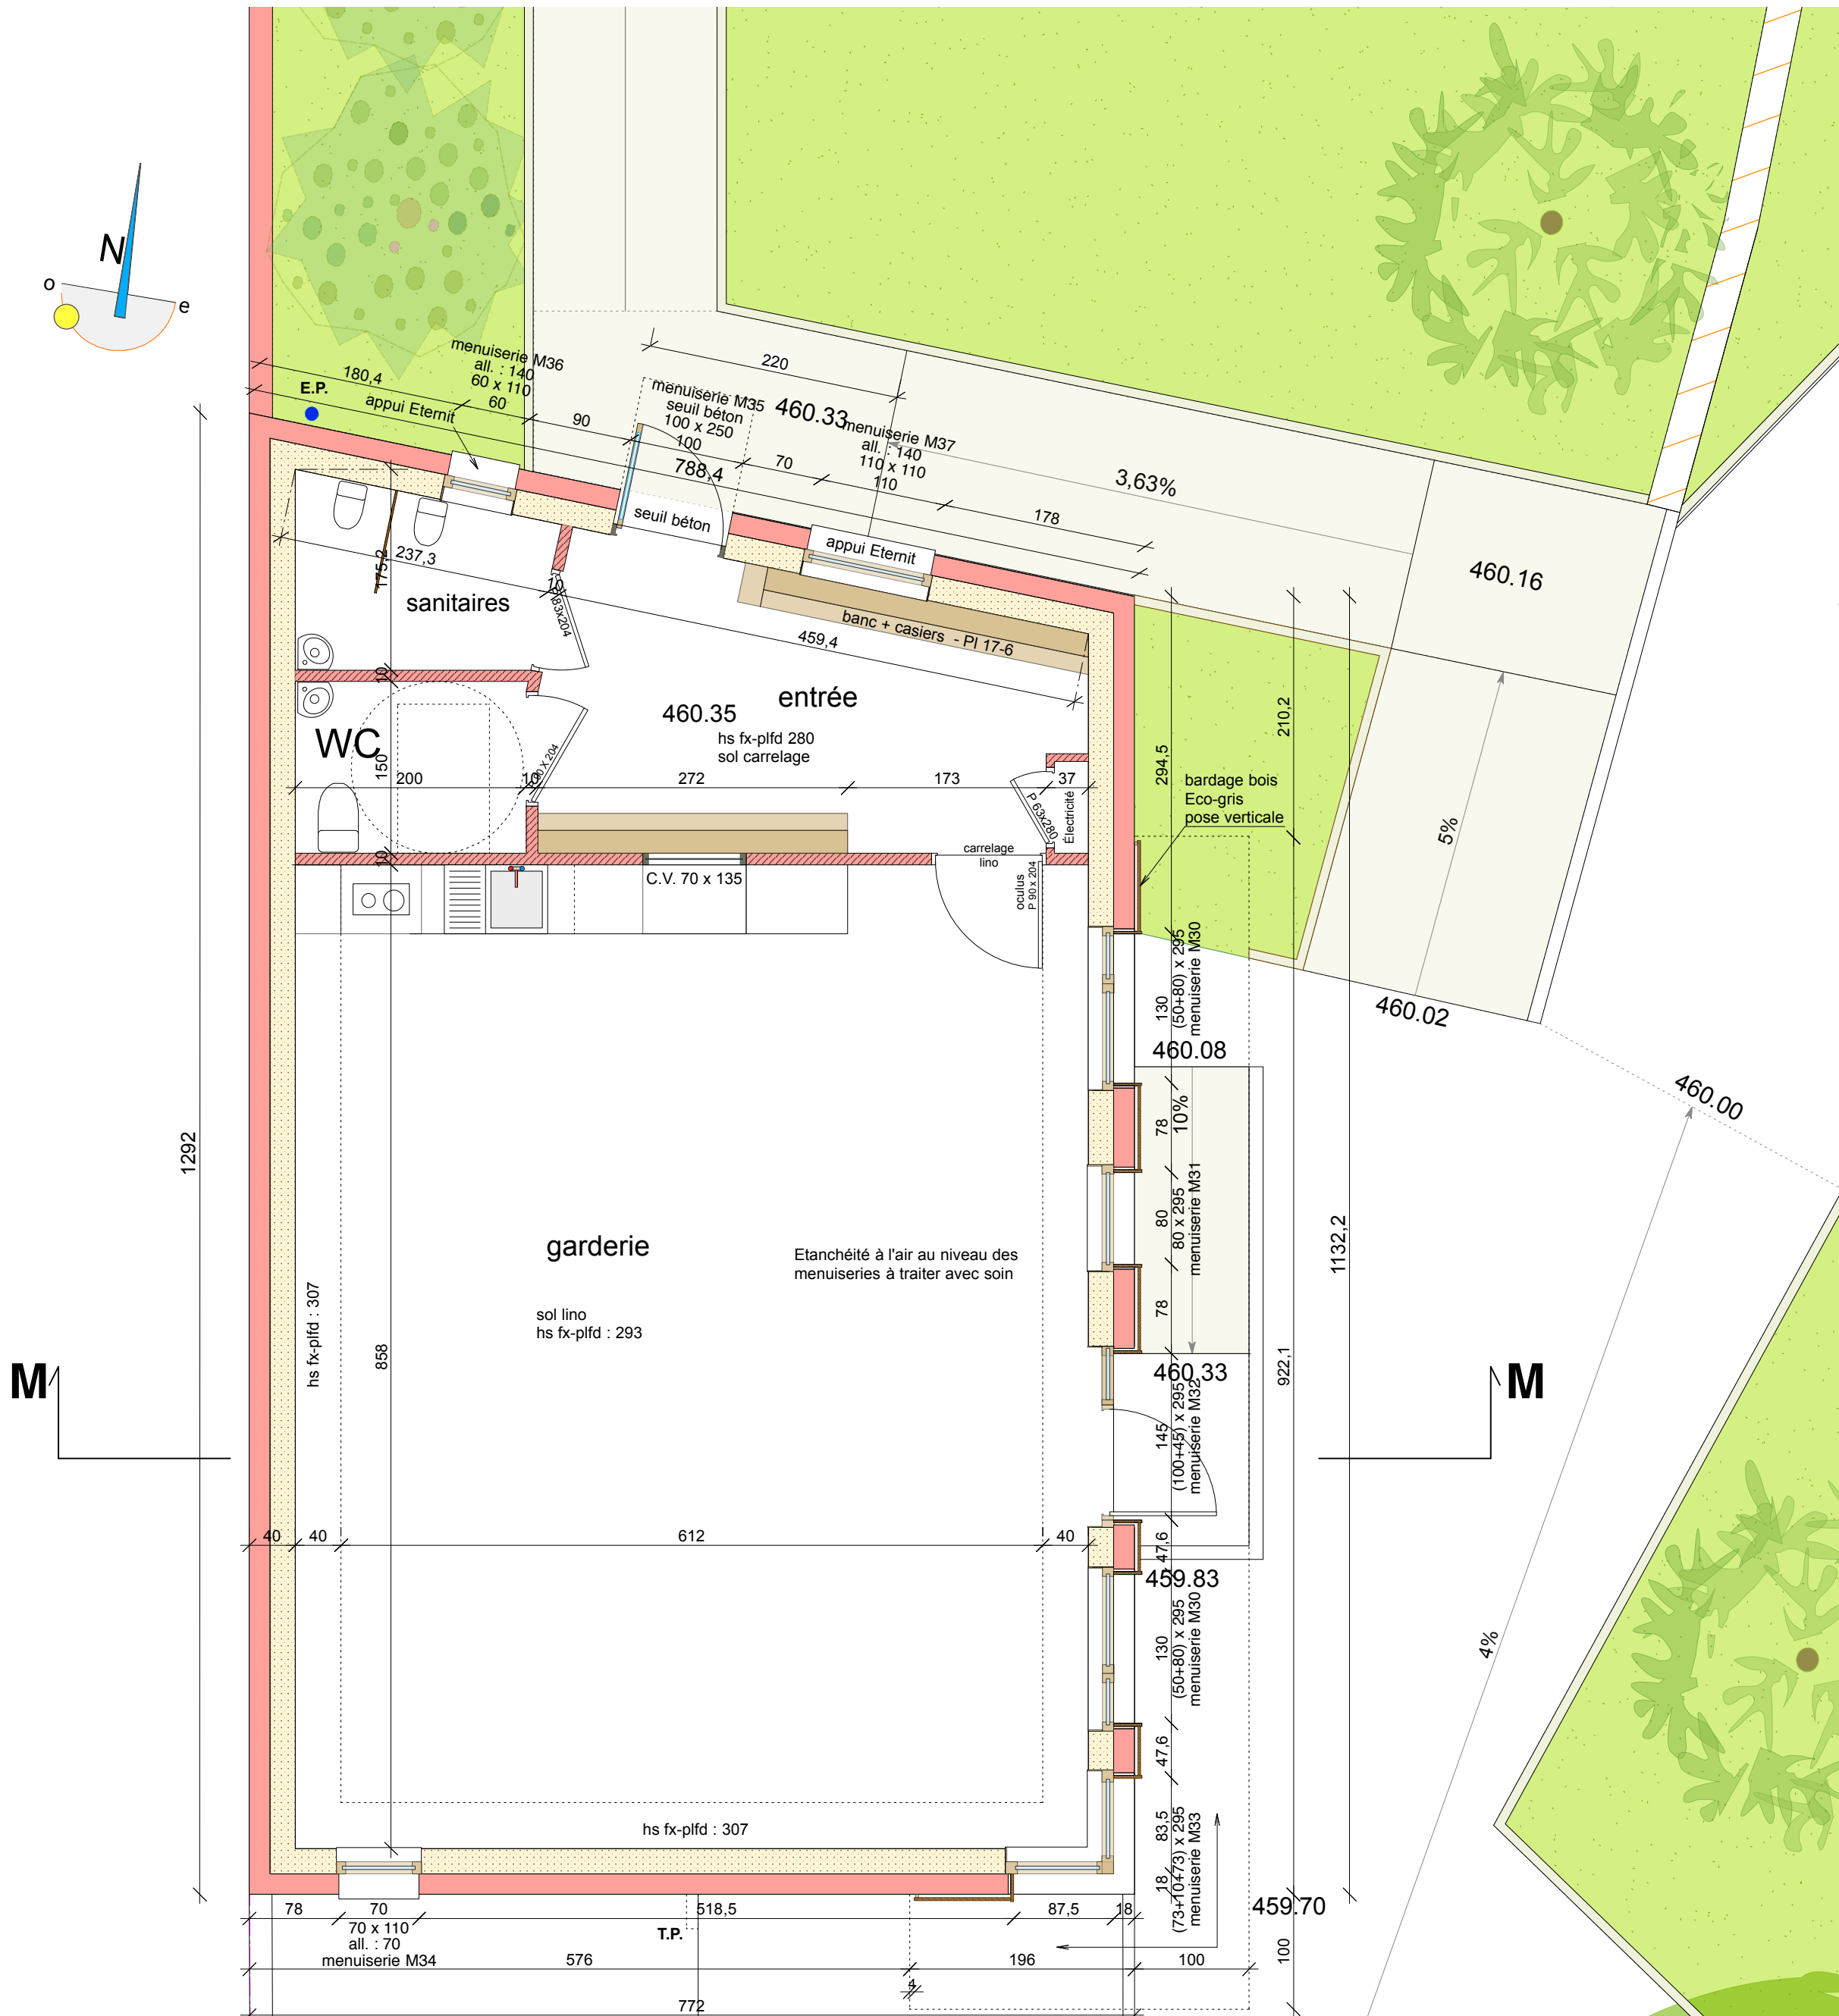 N
o
e
E.P.
180,4
menuiserie M36
all. : 140
60 x 110
60
appui Eternit
90
220
menuiserie M35
seuil béton
100 x 250
100
460.33
788,4
70
menuiserie M37
all. : 140
110 x 110
110
3,63%
178
seuil béton
appui Eternit
460.16
175,2
237,3
10
sanitaires
banc + casiers - Pl 17-6
459,4
10
entrée
460.35
hs fx-plfd 280
sol carrelage
WC
150
200
10
272
173
37
P 63x280
Électricité
210,2
294,5
bardage bois
Eco-gris
pose verticale
5%
10
carrelage
lino
C.V. 70 x 135
oculus
P 90 x 204
130
(50+80) x 295
menuiserie M30
460.02
460.08
460.00
78
10%
1292
80
80 x 295
menuiserie M31
1132,2
garderie
Etanchéité à l'air au niveau des
menuiseries à traiter avec soin
hs fx-plfd : 307
sol lino
hs fx-plfd : 293
78
858
922,1
M
M
460.33
145
(100+45) x 295
menuiserie M32
40
40
612
40
47,6
459.83
130
(50+80) x 295
menuiserie M30
4%
47,6
hs fx-plfd : 307
83,5
18
(73+10+73) x 295
menuiserie M33
459.70
78
70
518,5
87,5
18
70 x 110
all. : 70
menuiserie M34
T.P.
576
196
100
100
4
772